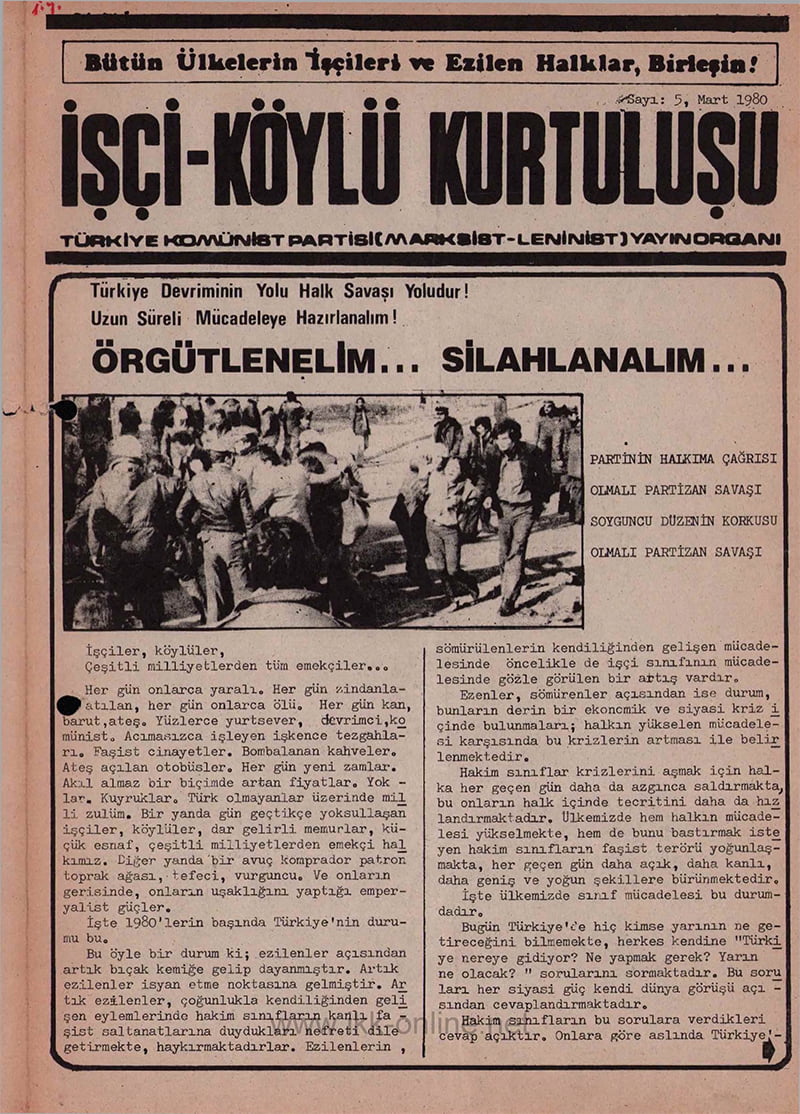 1.9.
Bütün Ülkelerin İşçileri ve Ezilen Halklar, Birleşin!
Sayı: 5, Mart 1980
İŞÇİ-KÖYLÜ KURTULUŞU
TÜRKİYE KOMÜNİST PARTİSİ(MARKSİST-LENİNİST) YAYIN ORGANI
Türkiye Devriminin Yolu Halk Savaşı Yoludur!
Uzun Süreli Mücadeleye Hazırlanalım!
ÖRGÜTLENELİM... SİLAHLANALIM...
PARTİNİN HALKIMA ÇAĞRISI
OLMALI PARTİZAN SAVAŞI
SOYGUNCU DÜZENİN KORKUSU
OLMALI PARTİZAN SAVAŞI
İşçiler, köylüler,
Çeşitli milliyetlerden tüm emekçiler...
Her gün onlarca yaralı. Her gün zindanla-
atılan, her gün onlarca ölü. Her gün kan,
barut,ateş. Yüzlerce yurtsever, devrimci,ko
münist. Acımasızca işleyen işkence tezgahla-
rı. Faşist cinayetler. Bombalanan kahveler.
Ateş açılan otobüsler. Her gün yeni zamlar.
Akıl almaz bir biçimde artan fiyatlar. Yok -
lar. Kuyruklar. Türk olmayanlar üzerinde mil
li zulüm. Bir yanda gün geçtikçe yoksullaşan
işçiler, köylüler, dar gelirli memurlar, kü-
çük esnaf, çeşitli milliyetlerden emekçi hal
kımız. Diğer yanda bir avuç komprador patron
toprak ağası, tefeci, vurguncu. Ve onların
gerisinde, onların uşaklığını yaptığı emper-
yalist güçler.
İşte 1980'lerin başında Türkiye'nin duru-
mu bu.
Bu öyle bir durum ki; ezilenler açısından
artık bıçak kemiğe gelip dayanmıştır. Artık
ezilenler isyan etme noktasına gelmiştir. Ar
tık ezilenler, çoğunlukla kendiliğinden geli
şen eylemlerinde hakim sınıfların kanlı fa -
şist saltanatlarına duydukları nefreti dile
getirmekte, haykırmaktadırlar. Ezilenlerin ,
sömürülenlerin kendiliğinden gelişen mücade-
lesinde öncelikle de işçi sınıfının mücade-
lesinde gözle görülen bir artış vardır.
Ezenler, sömürenler açısından ise durum,
bunların derin bir ekonomik ve siyasi kriz i
çinde bulunmaları; halkın yükselen mücadele-
si karşısında bu krizlerin artması ile belir
lenmektedir.
Hakim sınıflar krizlerini aşmak için hal-
ka her geçen gün daha da azgınca saldırmakta,
bu onların halk içinde tecritini daha da hız
landırmaktadır. Ülkemizde hem halkın mücade-
lesi yükselmekte, hem de bunu bastırmak iste
yen hakim sınıfların faşist terörü yoğunlaş-
makta, her geçen gün daha açık, daha kanlı,
daha geniş ve yoğun şekillere bürünmektedir.
İşte ülkemizde sınıf mücadelesi bu durum-
dadır.
Bugün Türkiye'de hiç kimse yarının ne ge-
tireceğini bilmemekte, herkes kendine "Türki
ye nereye gidiyor? Ne yapmak gerek? Yarın
ne olacak? " sorularını sormaktadır. Bu soru
ları her siyasi güç kendi dünya görüşü açı -
sından cevaplandırmaktadır.
Hakim sınıfların bu sorulara verdikleri
cevap açıktır. Onlara göre aslında Türkiye'-